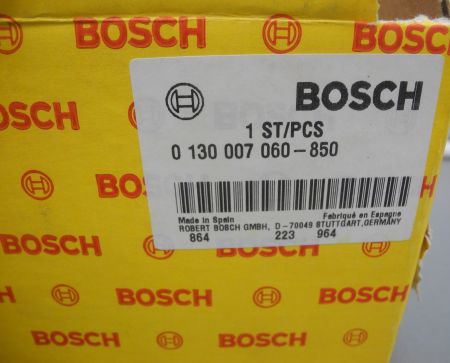 BOSCH
BOSCH
BOSCH
1 ST/PCS
0 130 007 060-850
Made in Spain Fabriqué en Espagne
ROBERT BOSCH GMBH, D-70049 STUTTGART,GERMANY
864 223 964
BOSCH
BOSCH
BOSCH
BOSCH
BOSCH
BOSCH
BOSCH
BOSCH